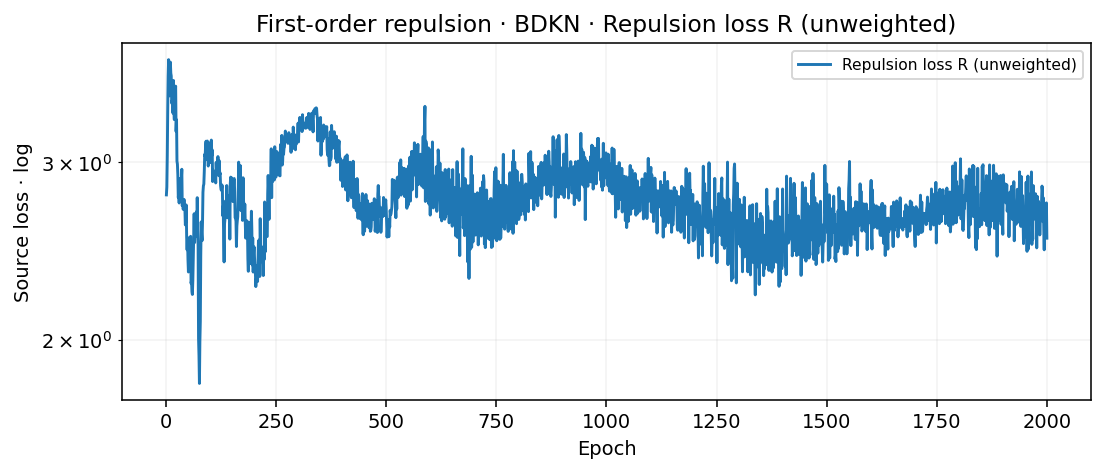 First-order repulsion · BDKN · Repulsion loss R (unweighted)
Repulsion loss R (unweighted)
Source loss · log
3 × 10⁰
2 × 10⁰
0 250 500 750 1000 1250 1500 1750 2000
Epoch